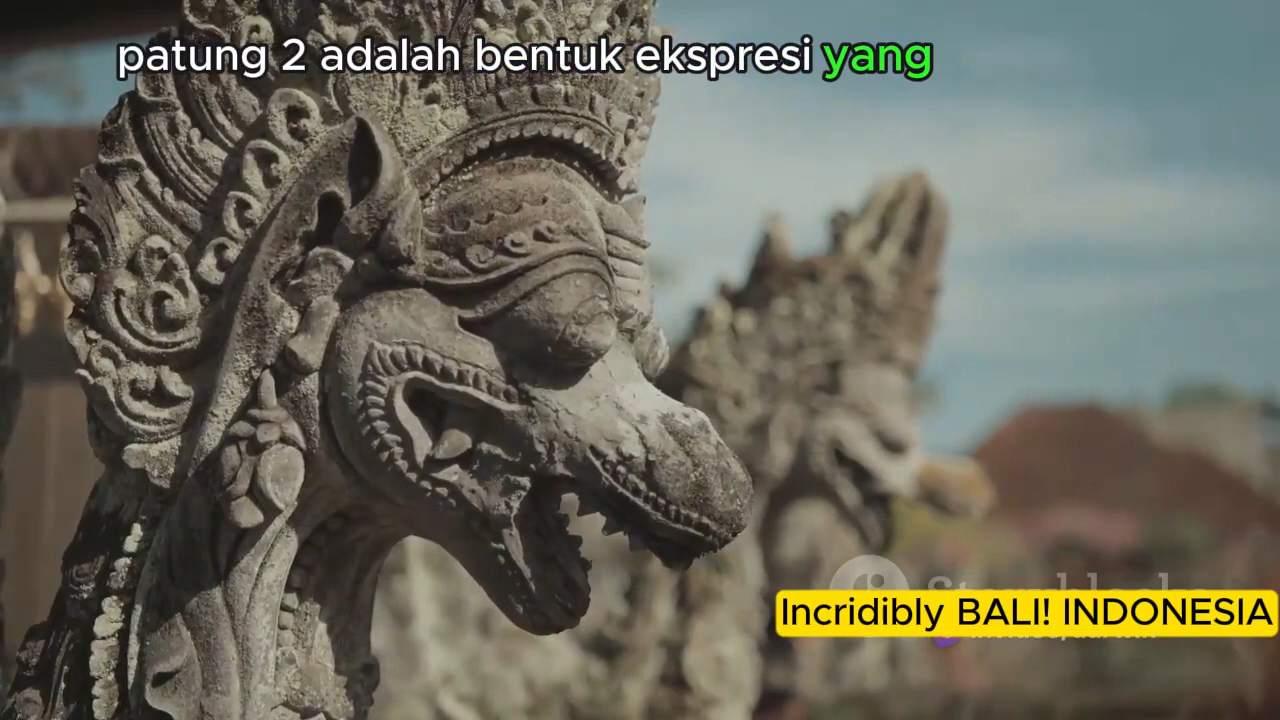 patung 2 adalah bentuk ekspresi yang
Incridibly BALI! INDONESIA